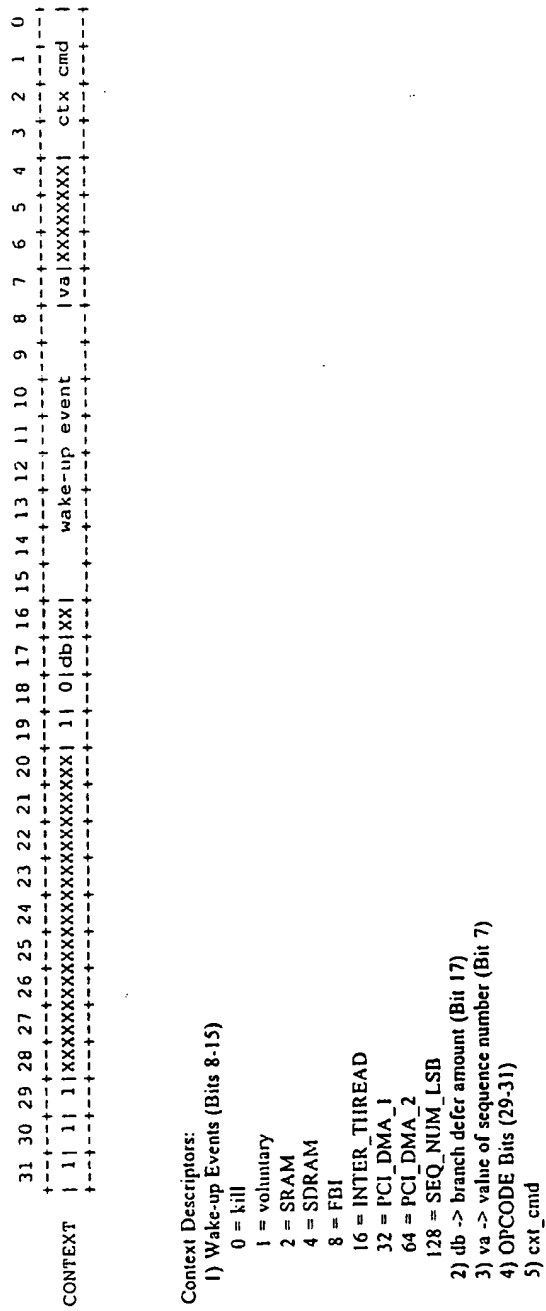 31 30 29 28 27 26 25 24 23 22 21 20 19 18 17 16 15 14 13 12 11 10 9 8 7 6 5 4 3 2 1 0
+---+---+---+---+---+---+---+---+---+---+---+---+---+---+---+---+---+---+---+---+---+---+---+---+---+---+---+---+---+---+---+---+
CONTEXT | 1| 1| 1|XXXXXXXXXXXXXXXXXXXXXXXXXX| 1| 0|db|XX| wake-up event |va|XXXXXXXX| ctx cmd |
+---+---+---+---+---+---+---+---+---+---+---+---+---+---+---+---+---+---+---+---+---+---+---+---+---+---+---+---+---+---+---+---+
Context Descriptors:
1) Wake-up Events (Bits 8-15)
0 = kill
1 = voluntary
2 = SRAM
4 = SDRAM
8 = FBI
16 = INTER_THREAD
32 = PCI_DMA_1
64 = PCI_DMA_2
128 = SEQ_NUM_LSB
2) db -> branch defer amount (Bit 17)
3) va -> value of sequence number (Bit 7)
4) OPCODE Bits (29-31)
5) cxt_cmd